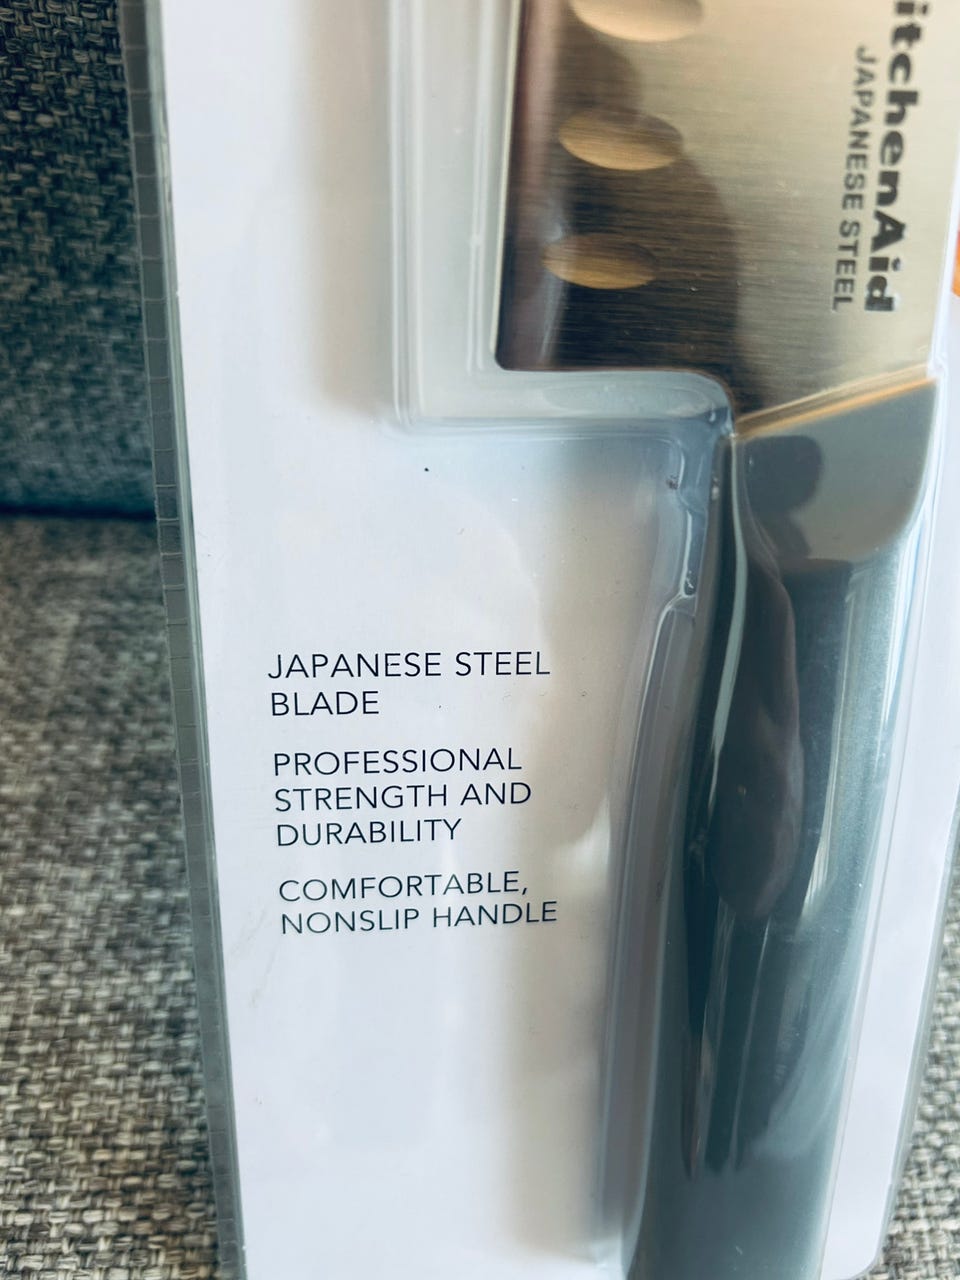 itchenAid
JAPANESE STEEL
JAPANESE STEEL
BLADE
PROFESSIONAL
STRENGTH AND
DURABILITY
COMFORTABLE,
NONSLIP HANDLE